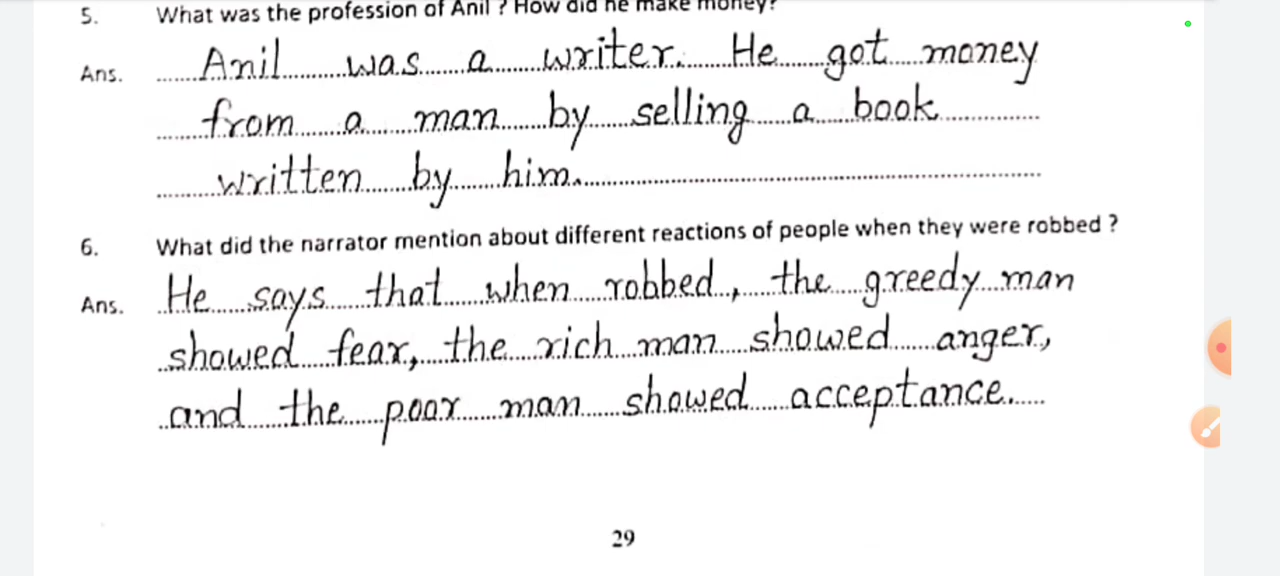 5. What was the profession of Anil ? How did he make money?
Ans. Anil was a writer. He got money
from a man by selling a book
written by him.
6. What did the narrator mention about different reactions of people when they were robbed ?
Ans. He says that when robbed, the greedy man
showed fear, the rich man showed anger,
and the poor man showed acceptance.
29